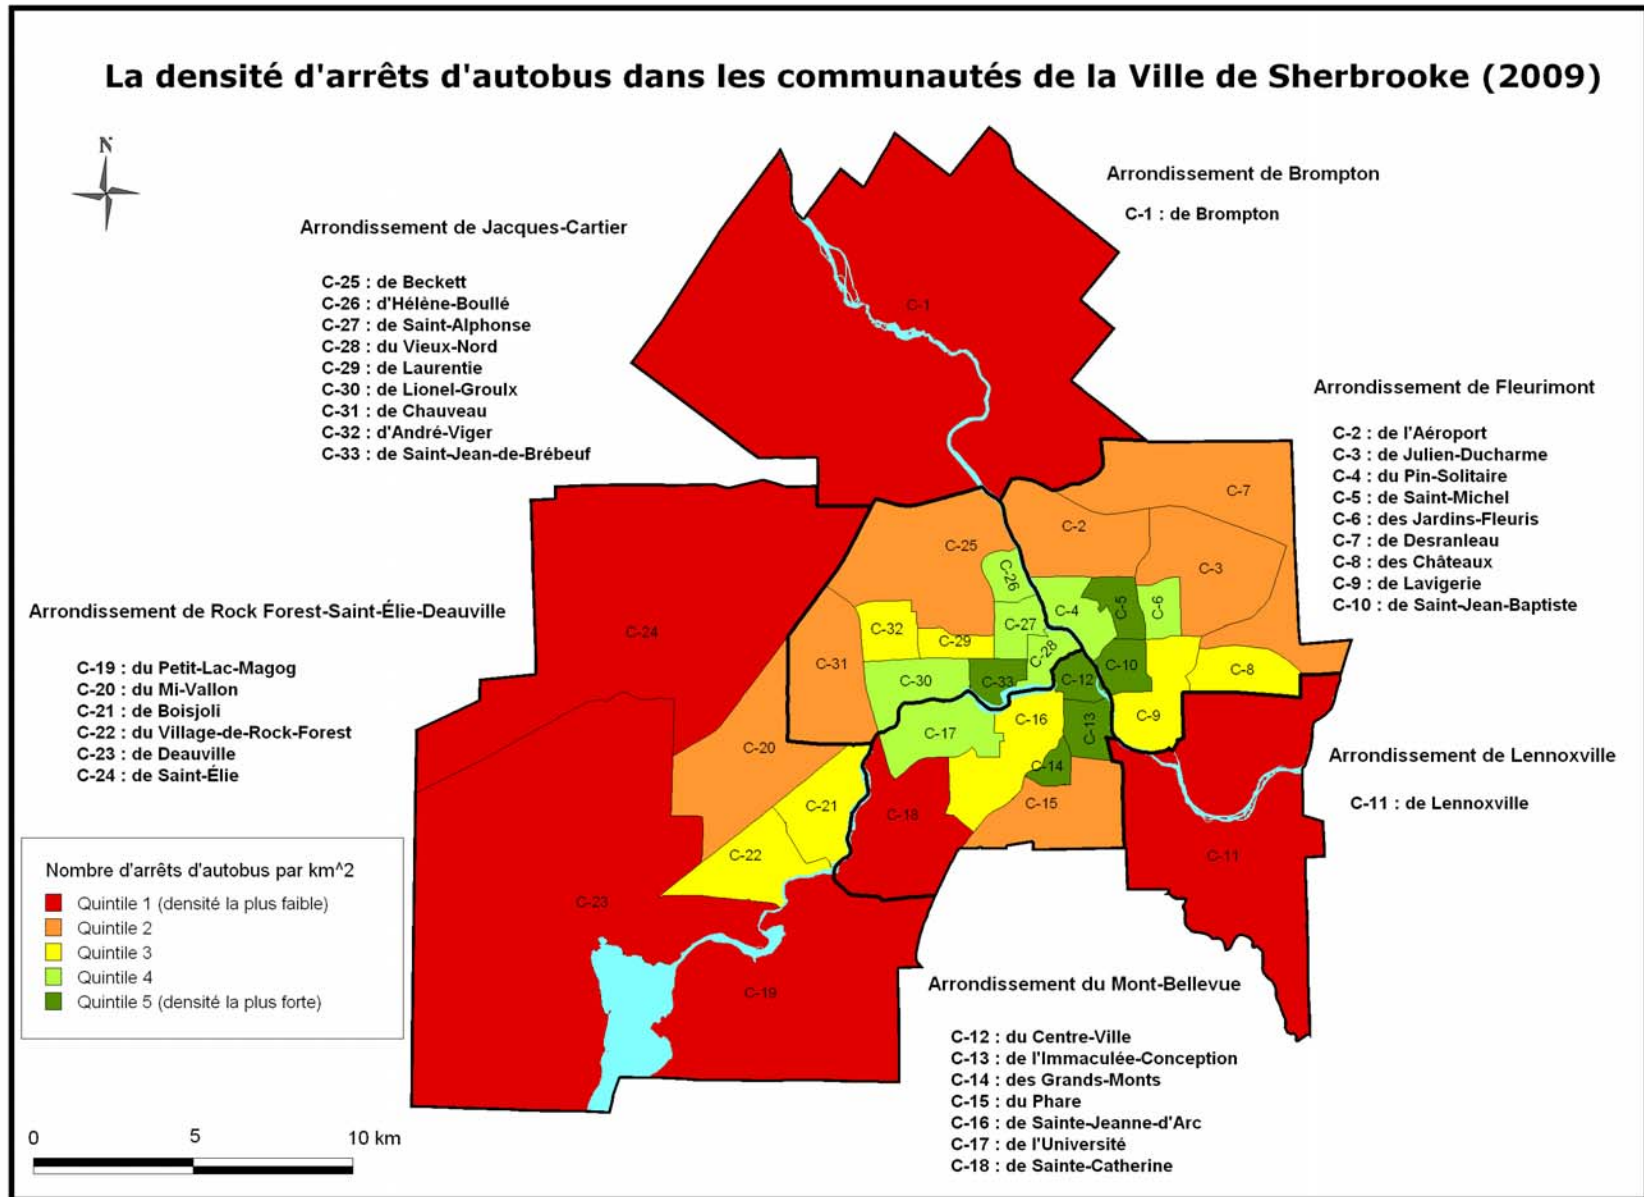 La densité d'arrêts d'autobus dans les communautés de la Ville de Sherbrooke (2009)
N
Arrondissement de Brompton
C-1 : de Brompton
Arrondissement de Jacques-Cartier
C-25 : de Beckett
C-26 : d'Hélène-Boullé
C-27 : de Saint-Alphonse
C-28 : du Vieux-Nord
C-29 : de Laurentie
C-30 : de Lionel-Groulx
C-31 : de Chauveau
C-32 : d'André-Viger
C-33 : de Saint-Jean-de-Brébeuf
Arrondissement de Fleurimont
C-2 : de l'Aéroport
C-3 : de Julien-Ducharme
C-4 : du Pin-Solitaire
C-5 : de Saint-Michel
C-6 : des Jardins-Fleuris
C-7 : de Desranleau
C-8 : des Châteaux
C-9 : de Lavigerie
C-10 : de Saint-Jean-Baptiste
Arrondissement de Rock Forest-Saint-Élie-Deauville
C-19 : du Petit-Lac-Magog
C-20 : du Mi-Vallon
C-21 : de Boisjoli
C-22 : du Village-de-Rock-Forest
C-23 : de Deauville
C-24 : de Saint-Élie
Arrondissement de Lennoxville
C-11 : de Lennoxville
C-1
C-7
C-2
C-25
C-3
C-26
C-4
C-5
C-6
C-27
C-32
C-24
C-29
C-28
C-31
C-10
C-8
C-30
C-33
C-12
C-9
C-16
C-13
C-17
C-20
C-14
C-21
C-15
C-18
C-22
C-11
C-23
C-19
Nombre d'arrêts d'autobus par km^2
Quintile 1 (densité la plus faible)
Quintile 2
Quintile 3
Quintile 4
Quintile 5 (densité la plus forte)
Arrondissement du Mont-Bellevue
C-12 : du Centre-Ville
C-13 : de l'Immaculée-Conception
C-14 : des Grands-Monts
C-15 : du Phare
C-16 : de Sainte-Jeanne-d'Arc
C-17 : de l'Université
C-18 : de Sainte-Catherine
0 5 10 km